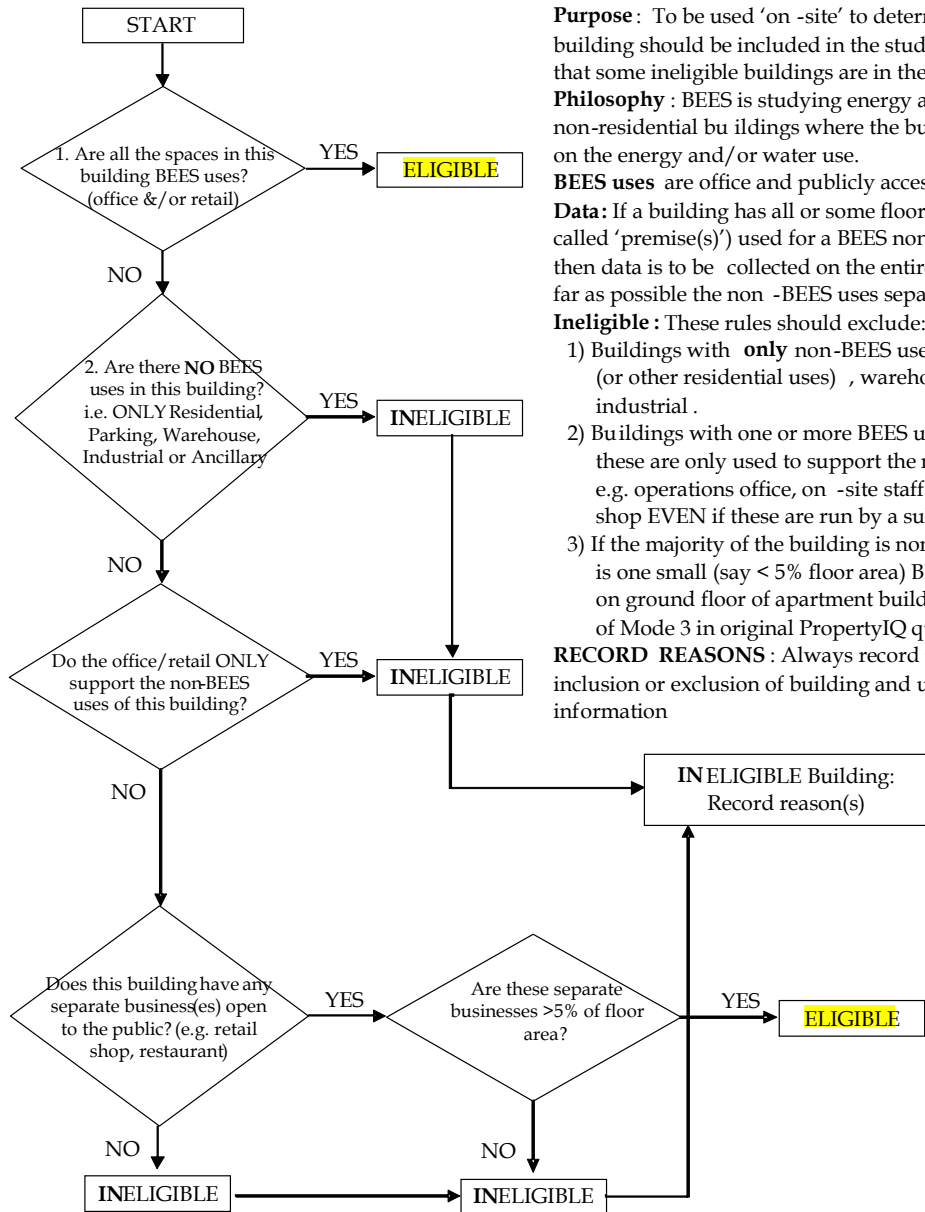 START
Purpose : To be used ‘on -site’ to deter
building should be included in the stud
that some ineligible buildings are in the
Philosophy : BEES is studying energy a
non-residential bu ildings where the bu
on the energy and/or water use.
BEES uses are office and publicly acces
Data: If a building has all or some floor
called ‘premise(s)’) used for a BEES non
then data is to be collected on the entire
far as possible the non -BEES uses sepa
Ineligible : These rules should exclude:
1) Buildings with only non-BEES use
(or other residential uses) , wareho
industrial .
2) Buildings with one or more BEES u
these are only used to support the
e.g. operations office, on -site staff
shop EVEN if these are run by a su
3) If the majority of the building is non
is one small (say < 5% floor area) B
on ground floor of apartment build
of Mode 3 in original PropertyIQ qu
RECORD REASONS : Always record
inclusion or exclusion of building and u
information
1. Are all the spaces in this
building BEES uses?
(office &/or retail)
YES
ELIGIBLE
NO
2. Are there NO BEES
uses in this building?
i.e. ONLY Residential,
Parking, Warehouse,
Industrial or Ancillary
YES
INELIGIBLE
NO
Do the office/retail ONLY
support the non-BEES
uses of this building?
YES
INELIGIBLE
NO
IN ELIGIBLE Building:
Record reason(s)
Does this building have any
separate business(es) open
to the public? (e.g. retail
shop, restaurant)
YES
Are these separate
businesses >5% of floor
area?
YES
ELIGIBLE
NO
INELIGIBLE
NO
INELIGIBLE